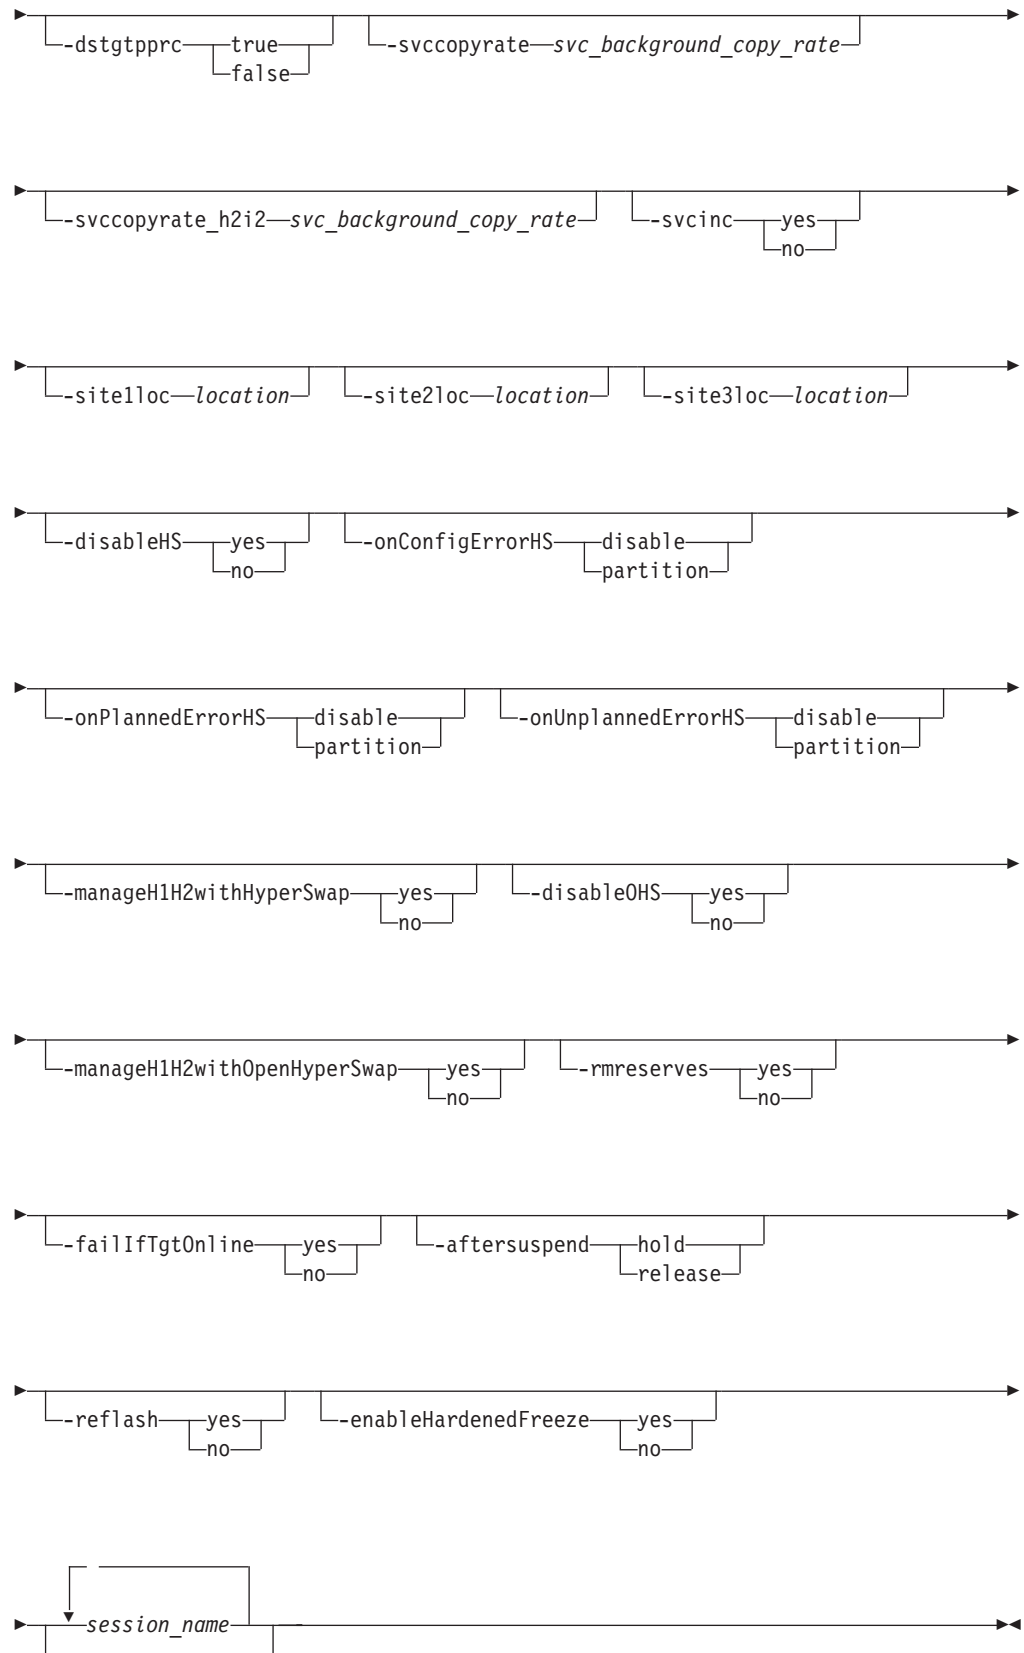 -dstgtpprc true -svccopyrate svc_background_copy_rate
false
-svccopyrate_h2i2 svc_background_copy_rate -svcinc yes
no
-site1loc location -site2loc location -site3loc location
-disableHS yes -onConfigErrorHS disable
no partition
-onPlannedErrorHS disable -onUnplannedErrorHS disable
partition partition
-manageH1H2withHyperSwap yes -disableOHS yes
no no
-manageH1H2withOpenHyperSwap yes -rmreserves yes
no no
-failIfTgtOnline yes -aftersuspend hold
no release
-reflash yes -enableHardenedFreeze yes
no no
session_name